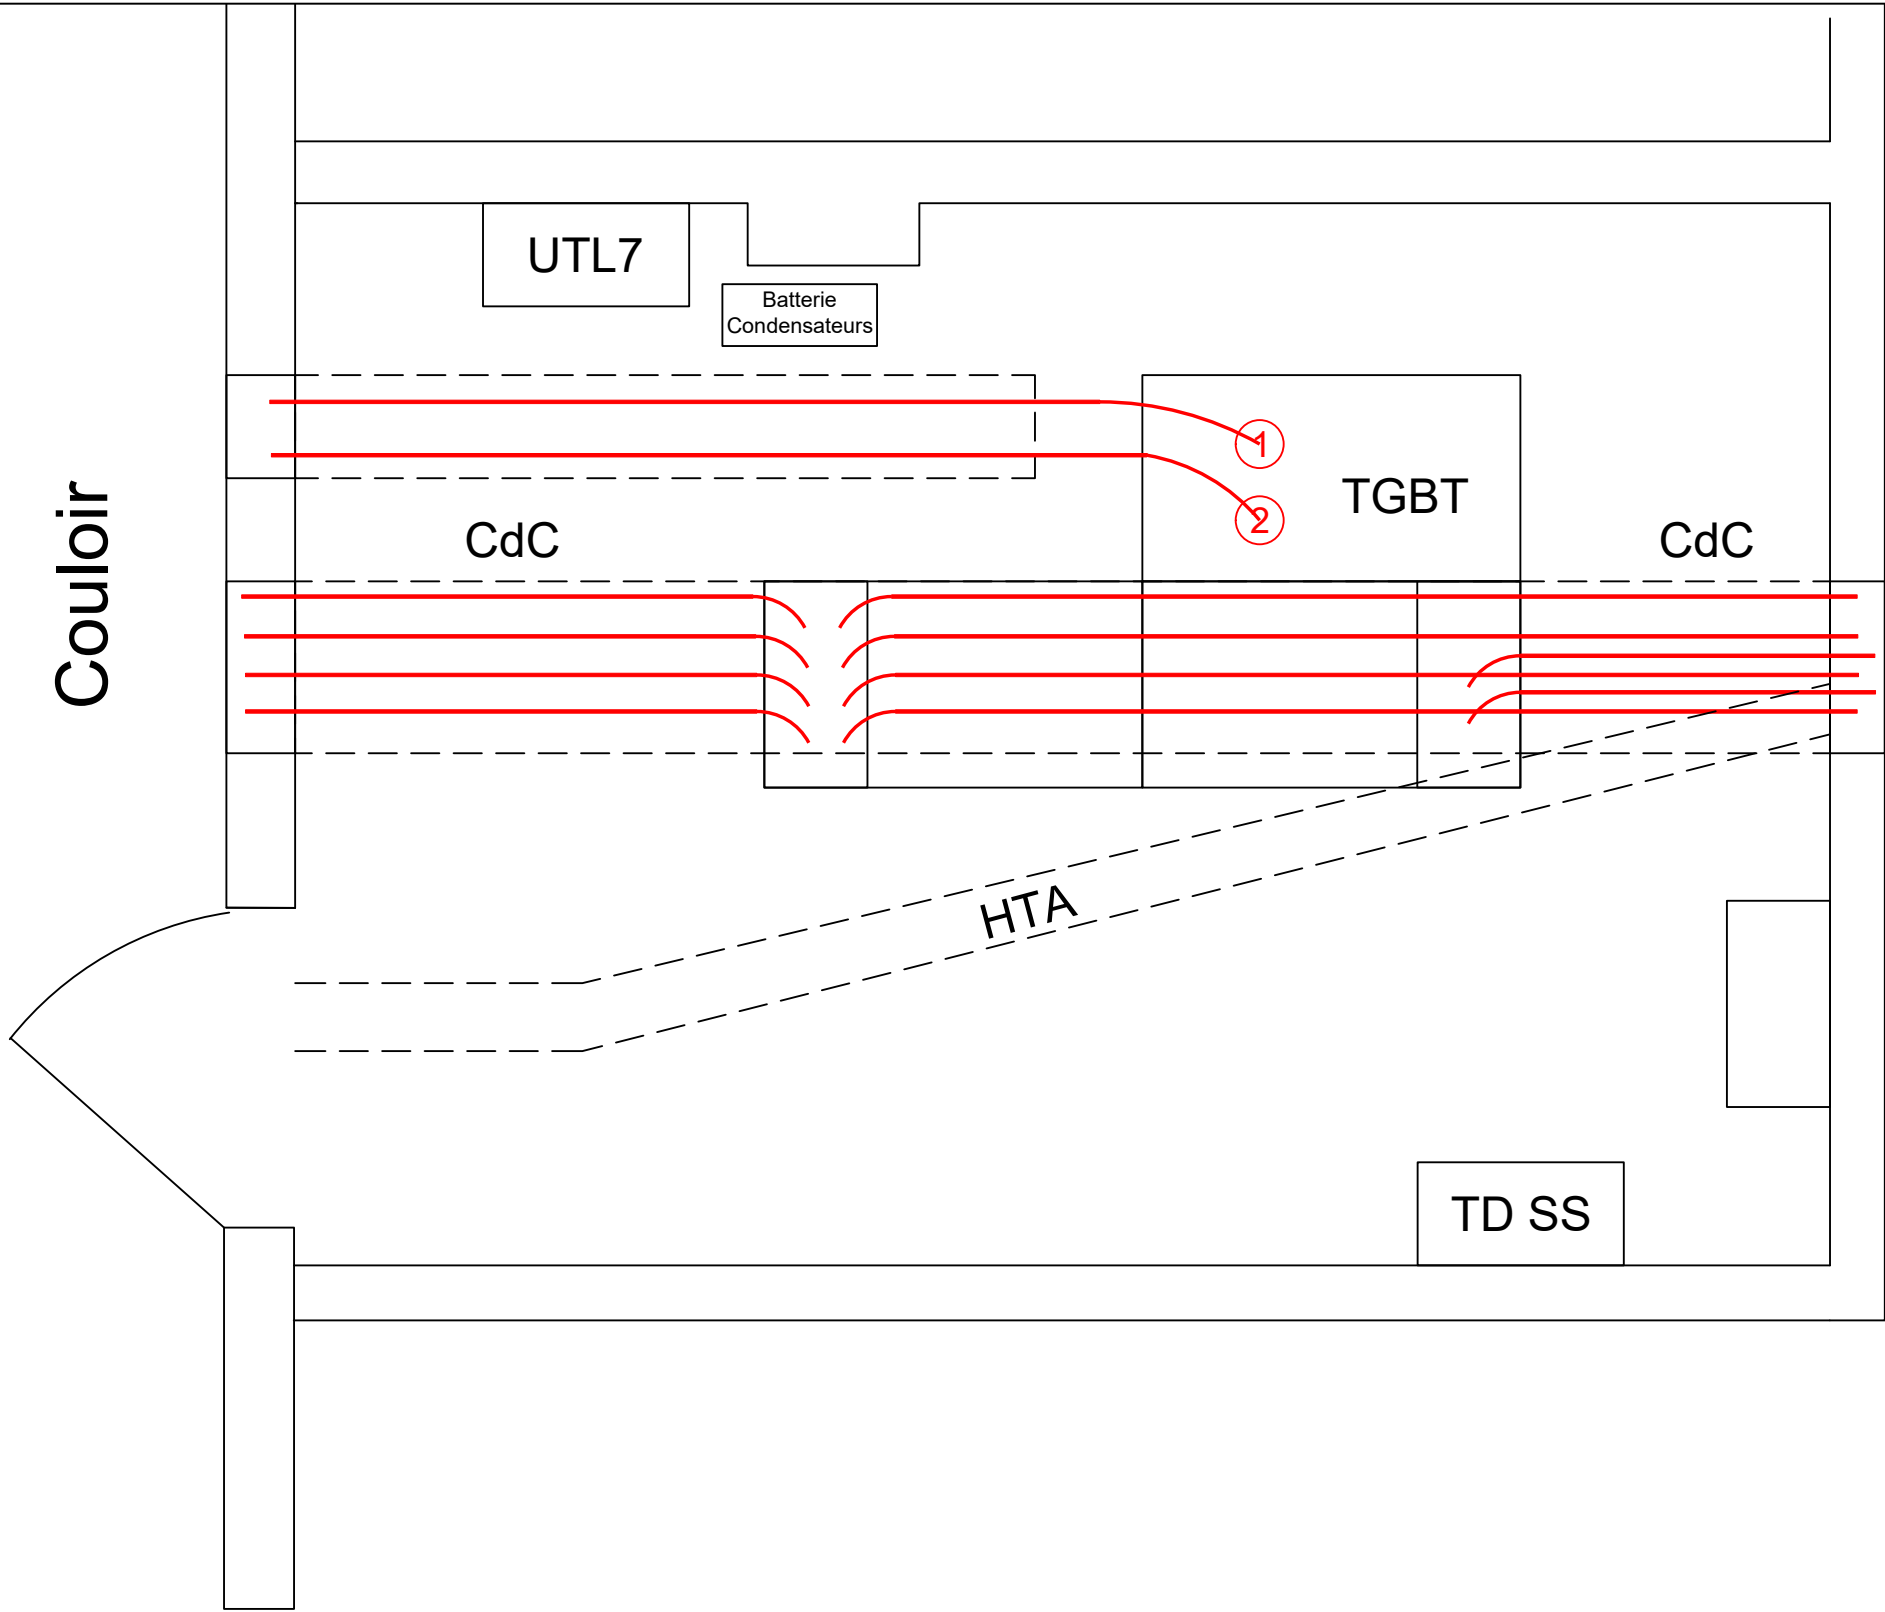 UTL7
Batterie
Condensateurs
1
TGBT
2
CdC
CdC
Couloir
HTA
TD SS